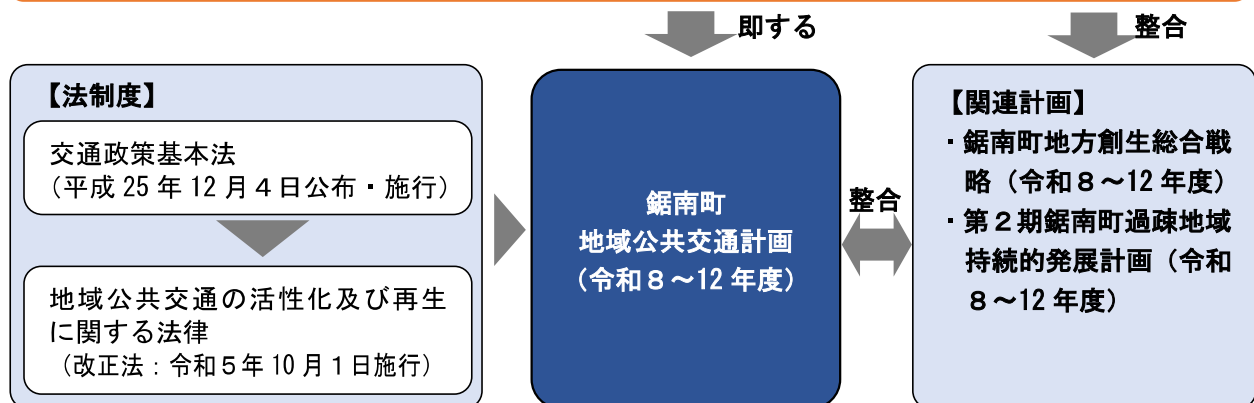 即する
整合
【法制度】
交通政策基本法
（平成 25 年 12 月４日公布・施行）
地域公共交通の活性化及び再生
に関する法律
（改正法：令和５年 10 月１日施行）
鋸南町
地域公共交通計画
（令和８～12 年度）
整合
【関連計画】
・鋸南町地方創生総合戦
略（令和８～12 年度）
・第２期鋸南町過疎地域
持続的発展計画（令和
８～12 年度）